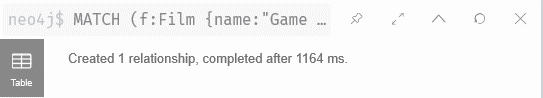 neo4j$ MATCH (f:Film {name:"Game …
Created 1 relationship, completed after 1164 ms.
Table